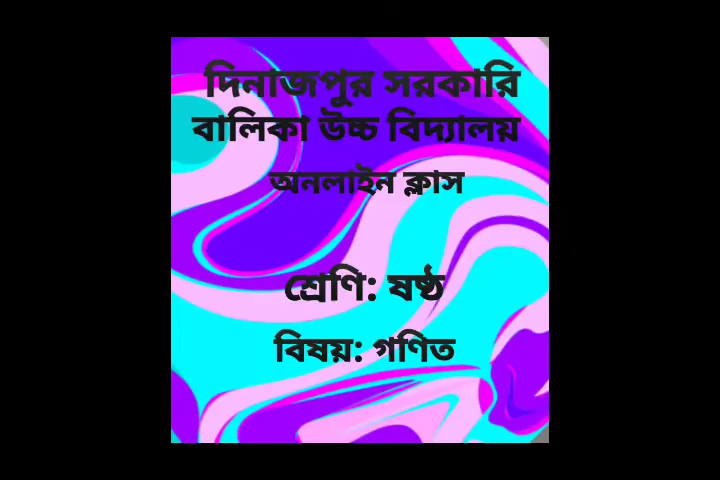 দিনাজপুর সরকারি
বালিকা উচ্চ বিদ্যালয়
অনলাইন ক্লাস
শ্রেণি: ষষ্ঠ
বিষয়: গণিত